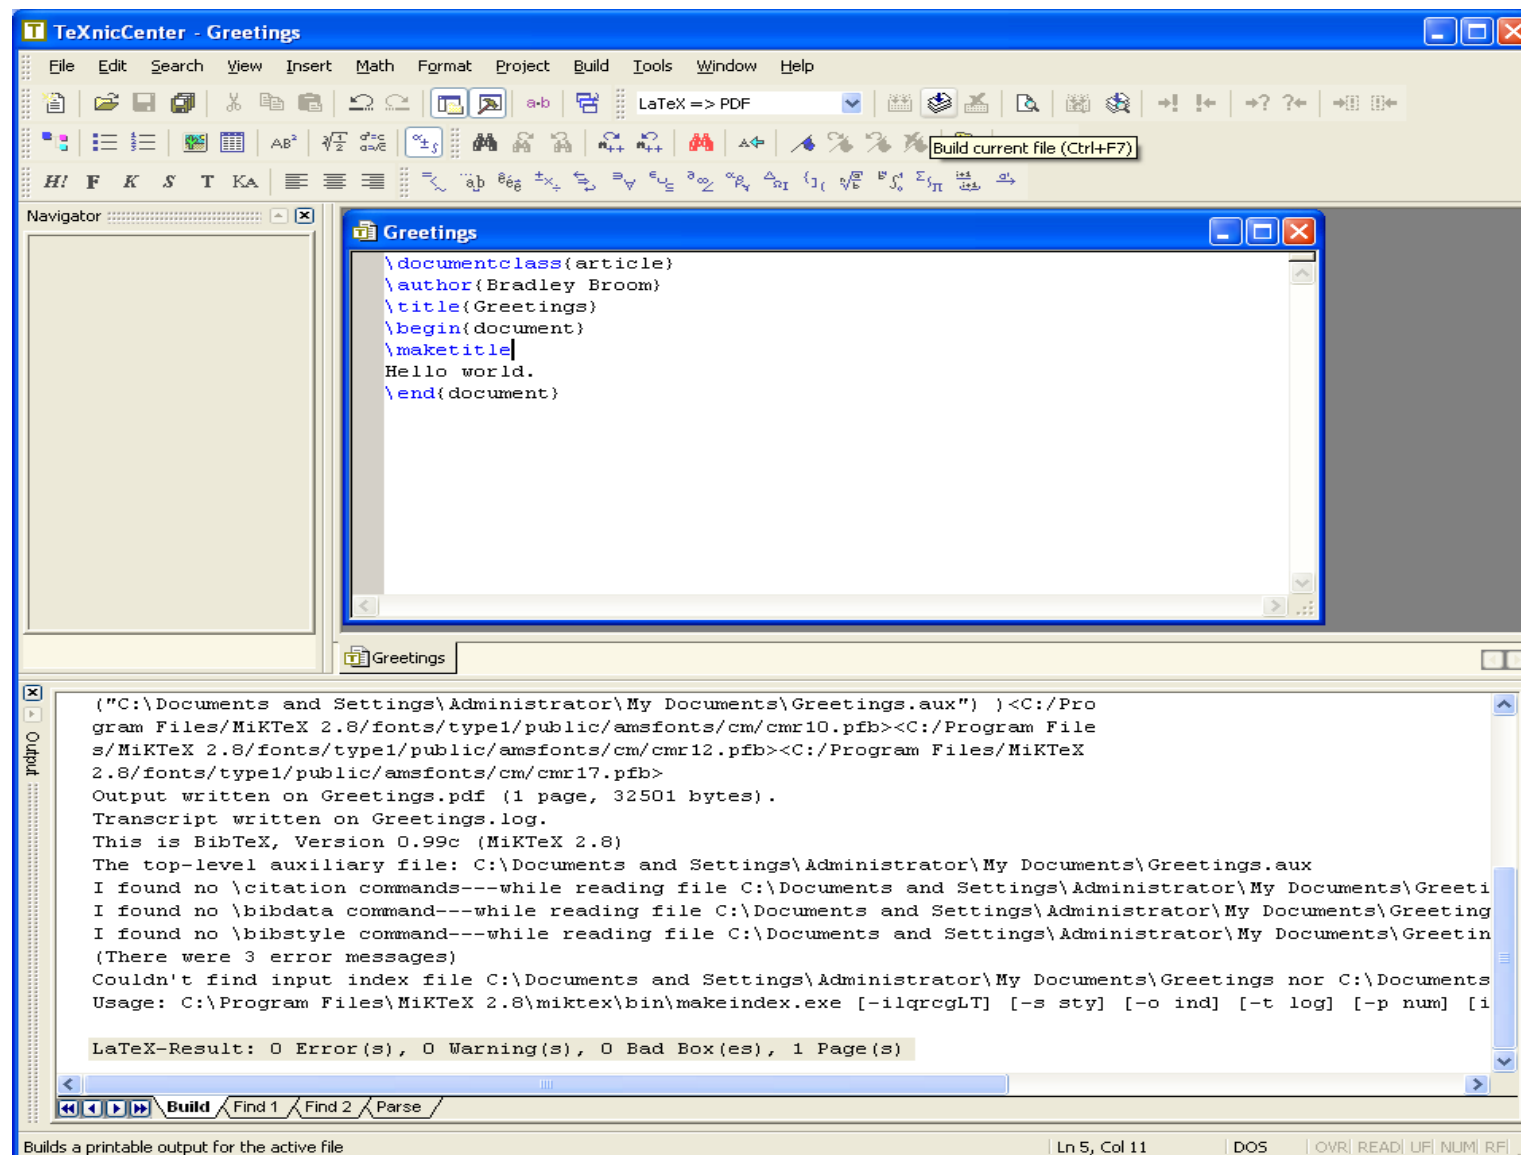 TeXnicCenter - Greetings
File Edit Search View Insert Math Format Project Build Tools Window Help
LaTeX => PDF
Build current file (Ctrl+F7)
Navigator
Greetings
\documentclass{article}
\author{Bradley Broom}
\title{Greetings}
\begin{document}
\maketitle
Hello world.
\end{document}
Greetings
Output
("C:\Documents and Settings\Administrator\My Documents\Greetings.aux") )<C:/Pro
gram Files/MiKTeX 2.8/fonts/type1/public/amsfonts/cm/cmr10.pfb><C:/Program File
s/MiKTeX 2.8/fonts/type1/public/amsfonts/cm/cmr12.pfb><C:/Program Files/MiKTeX
2.8/fonts/type1/public/amsfonts/cm/cmr17.pfb>
Output written on Greetings.pdf (1 page, 32501 bytes).
Transcript written on Greetings.log.
This is BibTeX, Version 0.99c (MiKTeX 2.8)
The top-level auxiliary file: C:\Documents and Settings\Administrator\My Documents\Greetings.aux
I found no \citation commands---while reading file C:\Documents and Settings\Administrator\My Documents\Greeti
I found no \bibdata command---while reading file C:\Documents and Settings\Administrator\My Documents\Greeting
I found no \bibstyle command---while reading file C:\Documents and Settings\Administrator\My Documents\Greetin
(There were 3 error messages)
Couldn't find input index file C:\Documents and Settings\Administrator\My Documents\Greetings nor C:\Documents
Usage: C:\Program Files\MiKTeX 2.8\miktex\bin\makeindex.exe [-ilqrcgLT] [-s sty] [-o ind] [-t log] [-p num] [i
LaTeX-Result: 0 Error(s), 0 Warning(s), 0 Bad Box(es), 1 Page(s)
Build Find 1 Find 2 Parse
Builds a printable output for the active file Ln 5, Col 11 DOS OVR READ UF NUM RF